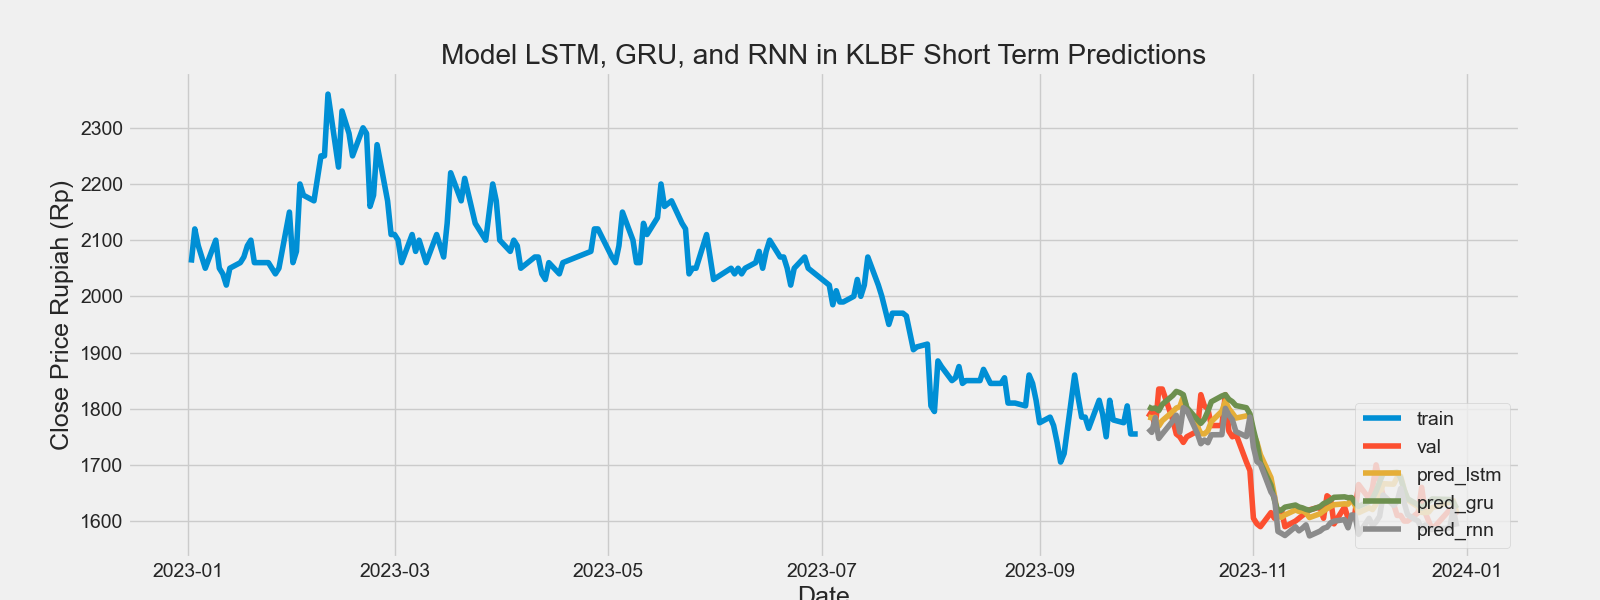 Model LSTM, GRU, and RNN in KLBF Short Term Predictions
Close Price Rupiah (Rp)
2300
2200
2100
2000
1900
1800
1700
1600
train
val
pred_lstm
pred_gru
pred_rnn
2023-01 2023-03 2023-05 2023-07 2023-09 2023-11 2024-01
Date